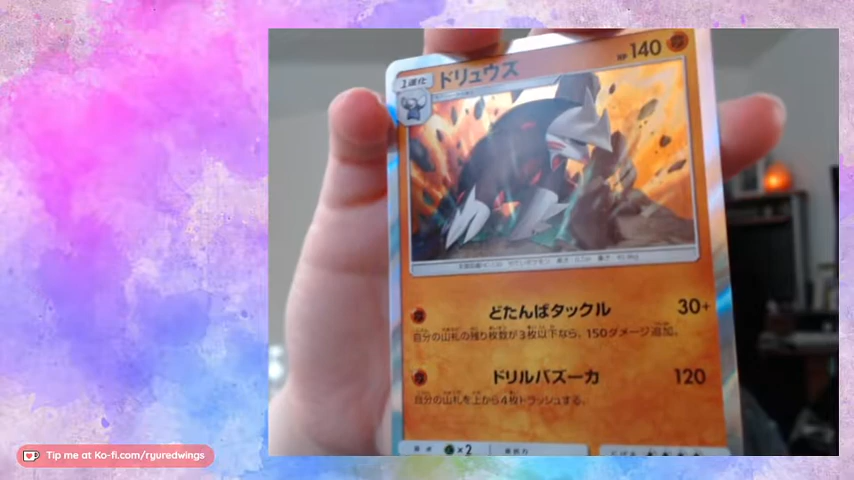 1進化
ドリュウズ
HP 140
どたんばタックル 30+
自分の山札の残り枚数が3枚以下なら、150ダメージ追加。
ドリルバズーカ 120
自分の山札を上から4枚トラッシュする。
×2
Tip me at Ko-fi.com/ryuredwings